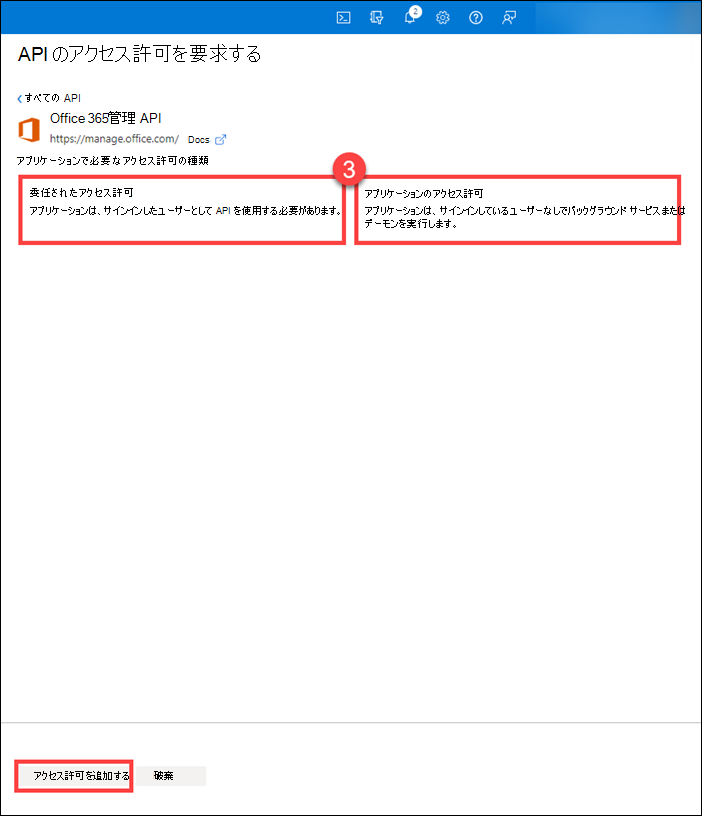 2
API のアクセス許可を要求する
すべての API
Office 365管理 API
https://manage.office.com/ Docs
アプリケーションで必要なアクセス許可の種類
3
委任されたアクセス許可
アプリケーションは、サインインしたユーザーとして API を使用する必要があります。
アプリケーションのアクセス許可
アプリケーションは、サインインしているユーザーなしでバックグラウンド サービスまたは
デーモンを実行します。
アクセス許可を追加する 破棄